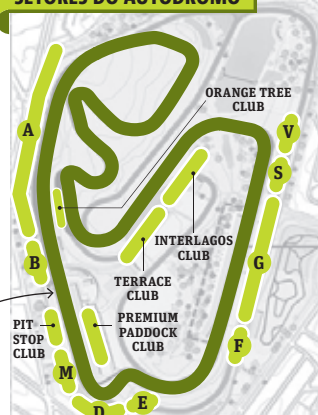 SETORES DO AUTÓDROMO
ORANGE TREE
CLUB
A
V
S
INTERLAGOS
CLUB
B
G
TERRACE
CLUB
PIT
STOP
CLUB
PREMIUM
PADDOCK
CLUB
F
M
E
D